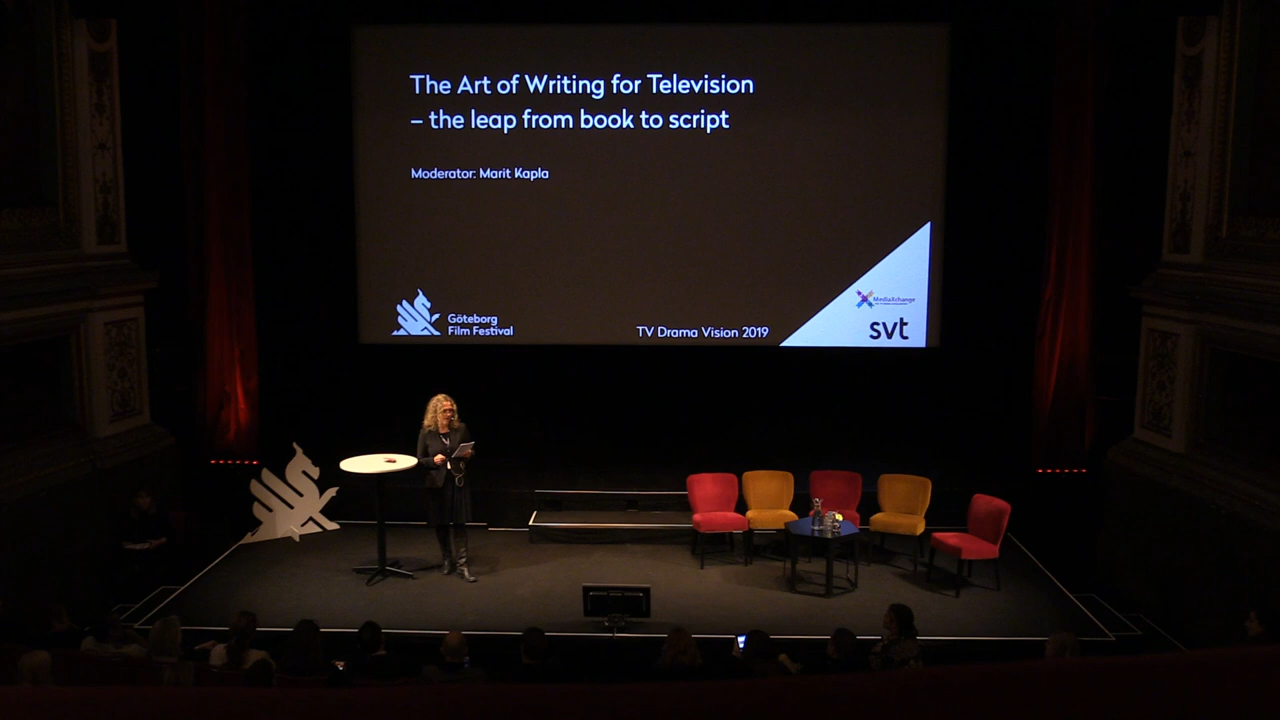 The Art of Writing for Television
– the leap from book to script
Moderator: Marit Kapla
Göteborg
Film Festival
TV Drama Vision 2019
MediaXchange
svt